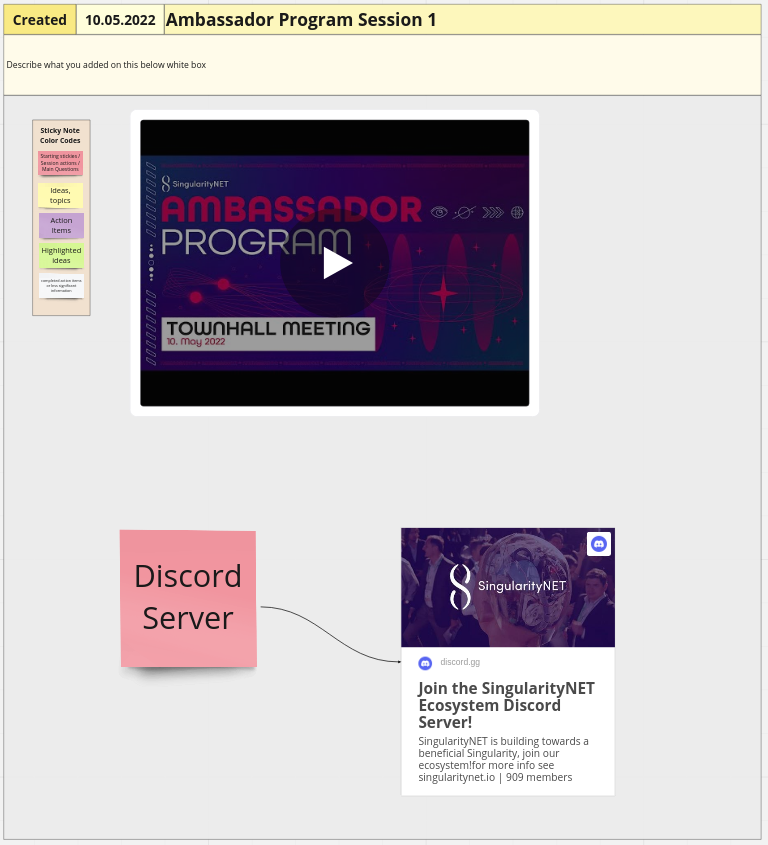 Created 10.05.2022 Ambassador Program Session 1
Describe what you added on this below white box
Sticky Note
Color Codes
Starting stickies /
Session actions /
Main Questions
Ideas,
topics
Action
items
Highlighted
ideas
completed action items
or less significant
information
SingularityNET
AMBASSADOR
PROGRAM
TOWNHALL MEETING
10. May 2022
Discord
Server
SingularityNET
discord.gg
Join the SingularityNET
Ecosystem Discord
Server!
SingularityNET is building towards a
beneficial Singularity, join our
ecosystem!for more info see
singularitynet.io | 909 members